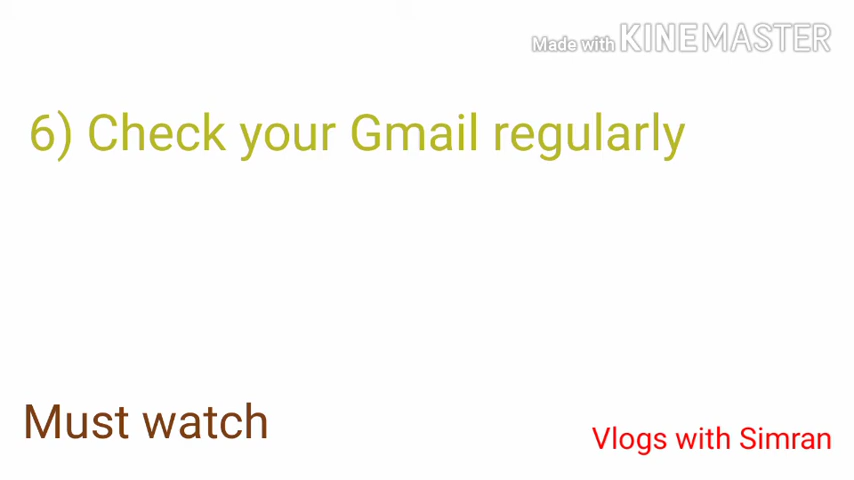 Made with KINEMASTER
6) Check your Gmail regularly
Must watch
Vlogs with Simran